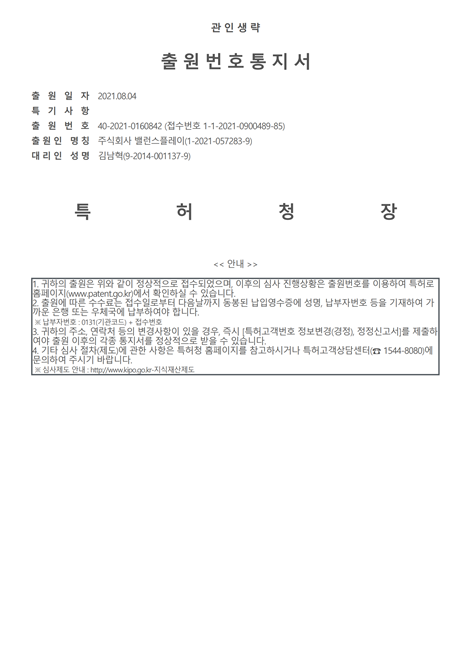 관 인 생 략
출 원 번 호 통 지 서
출 원 일 자 2021.08.04
특 기 사 항
출 원 번 호 40-2021-0160842 (접수번호 1-1-2021-0900489-85)
출 원 인 명 칭 주식회사 밸런스플레이(1-2021-057283-9)
대 리 인 성 명 김남혁(9-2014-001137-9)
특 허 청 장
<< 안내 >>
1. 귀하의 출원은 위와 같이 정상적으로 접수되었으며, 이후의 심사 진행상황은 출원번호를 이용하여 특허로
홈페이지(www.patent.go.kr)에서 확인하실 수 있습니다.
2. 출원에 따른 수수료는 접수일로부터 다음날까지 동봉된 납입영수증에 성명, 납부자번호 등을 기재하여 가
까운 은행 또는 우체국에 납부하여야 합니다.
※ 납부자번호 : 0131(기관코드) + 접수번호
3. 귀하의 주소, 연락처 등의 변경사항이 있을 경우, 즉시 [특허고객번호 정보변경(경정), 정정신고서]를 제출하
여야 출원 이후의 각종 통지서를 정상적으로 받을 수 있습니다.
4. 기타 심사 절차(제도)에 관한 사항은 특허청 홈페이지를 참고하시거나 특허고객상담센터(☎ 1544-8080)에
문의하여 주시기 바랍니다.
※ 심사제도 안내 : http://www.kipo.go.kr-지식재산제도